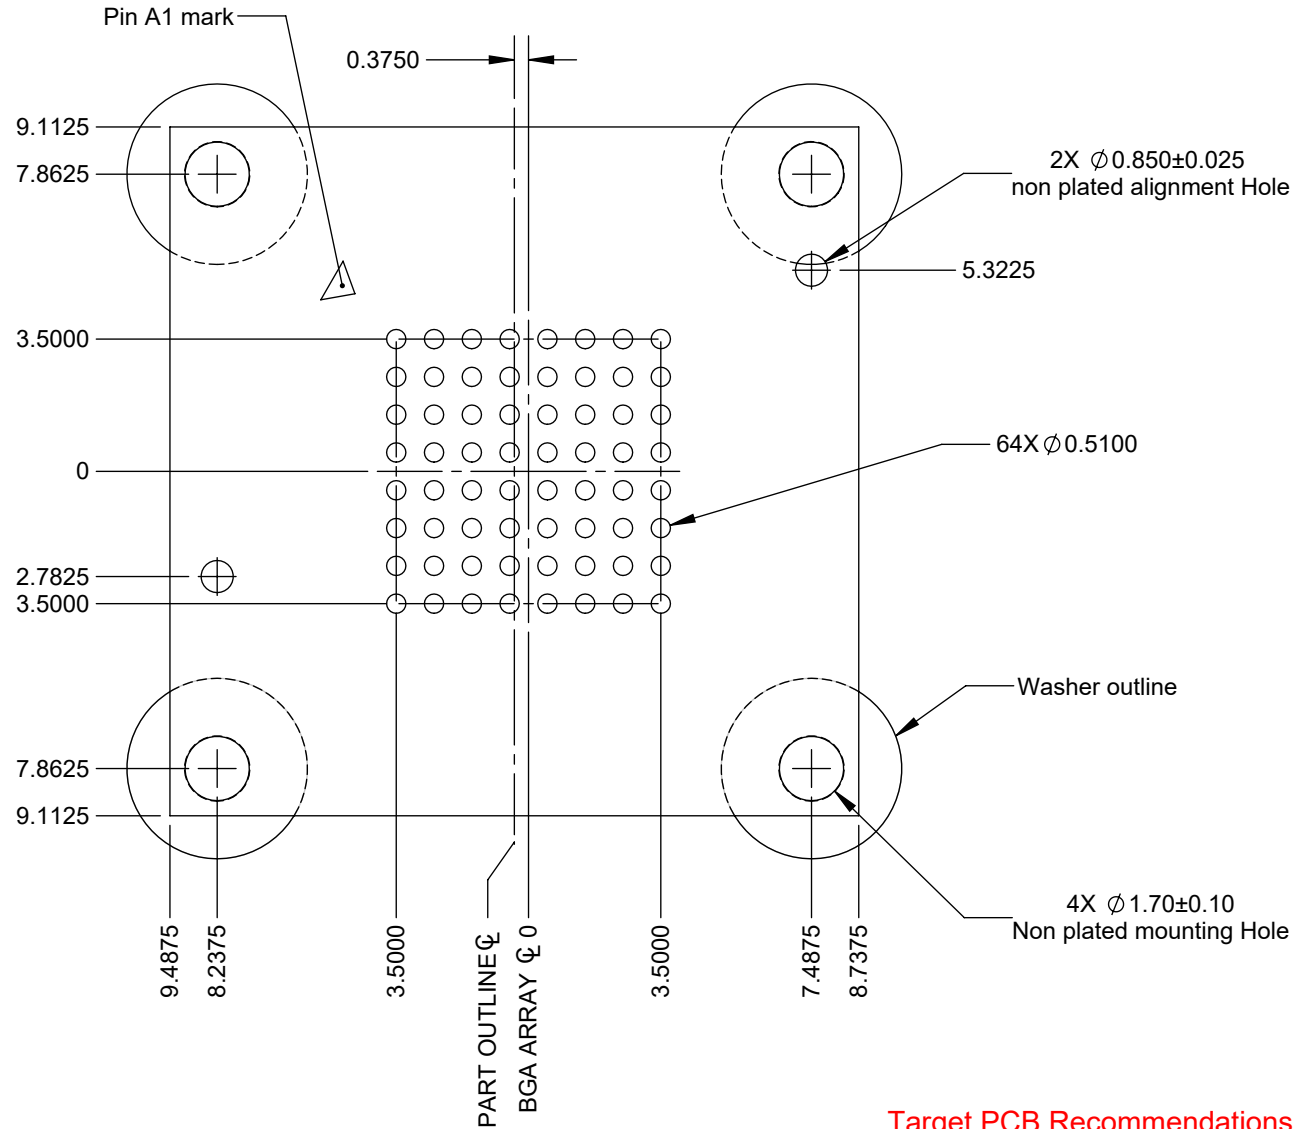 Pin A1 mark
0.3750
9.1125
7.8625
2X ∅0.850±0.025
non plated alignment Hole
5.3225
3.5000
64X∅0.5100
0
2.7825
3.5000
Washer outline
7.8625
9.1125
4X ∅1.70±0.10
Non plated mounting Hole
9.4875
8.2375
3.5000
PART OUTLINE ℄
BGA ARRAY ℄ 0
3.5000
7.4875
8.7375
Target PCB Recommendations